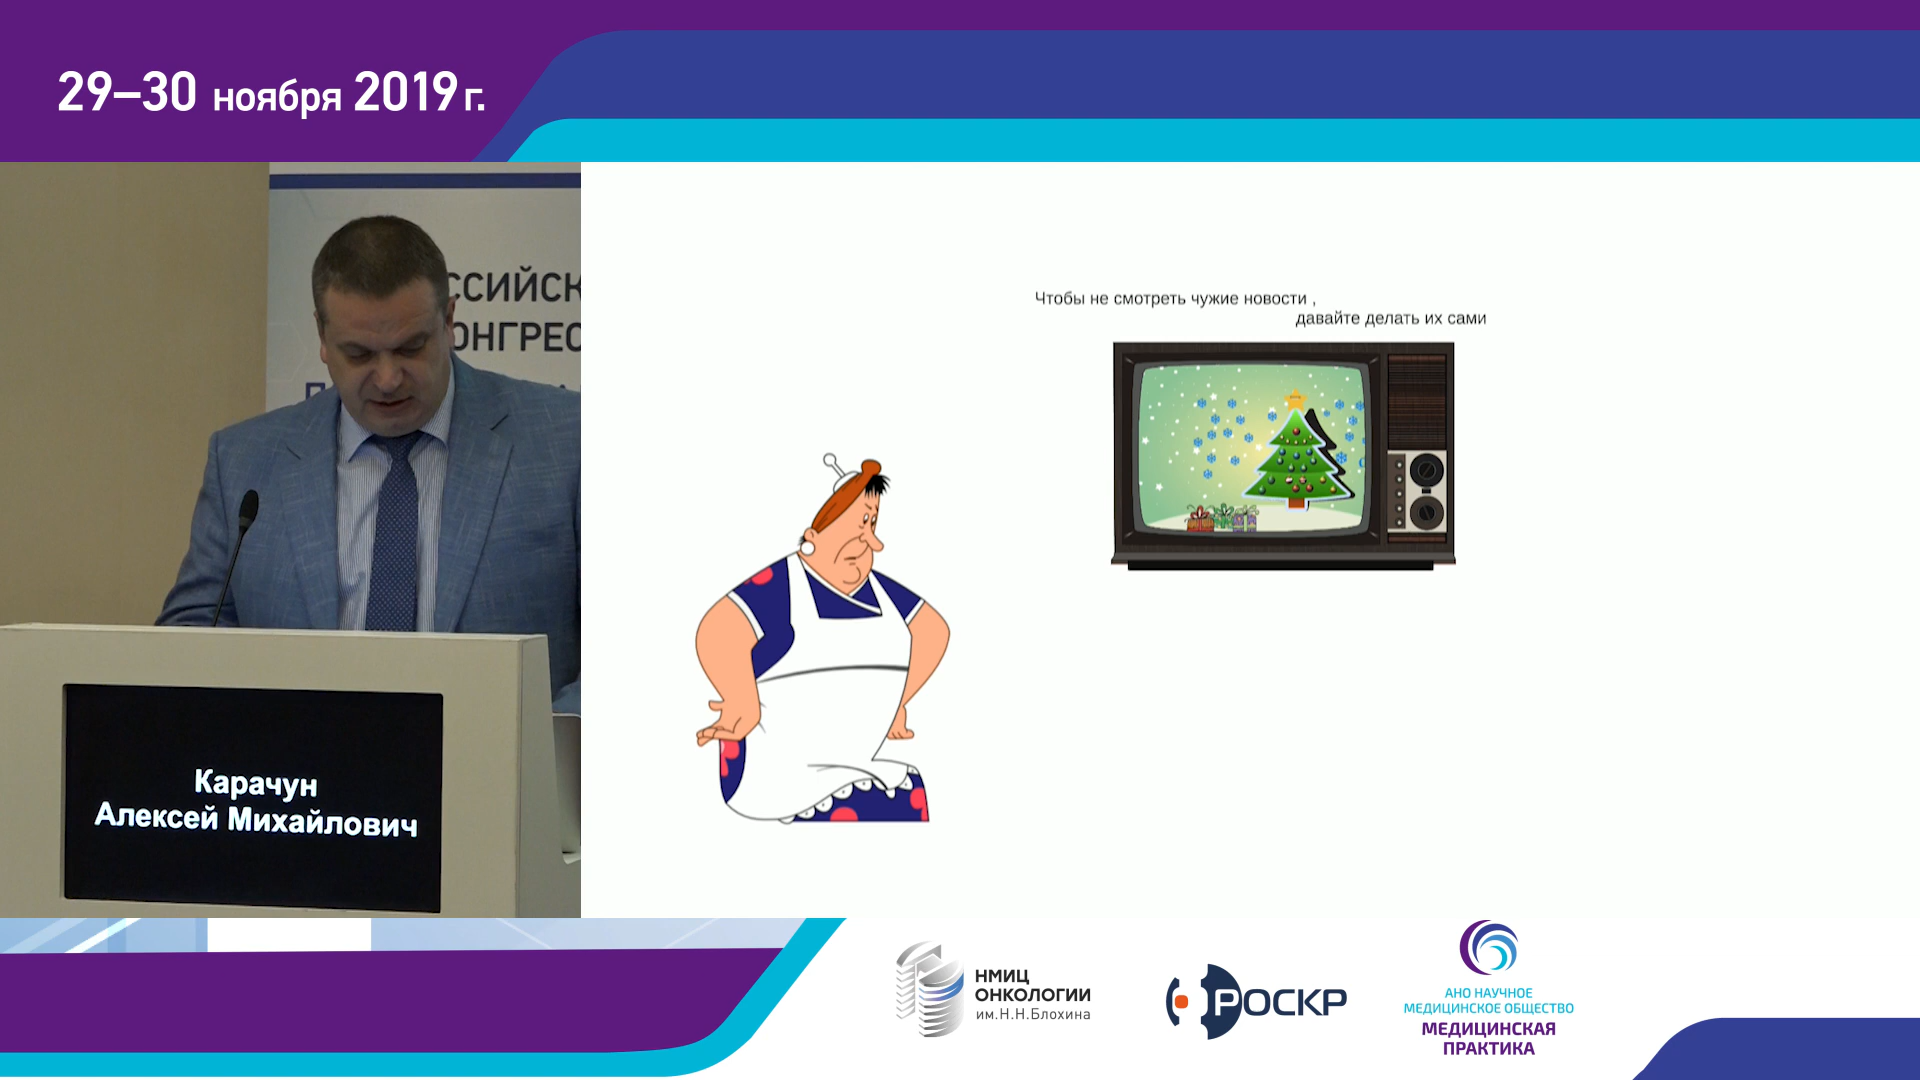 29–30 ноября 2019 г.
ССИЙСК
ОНГРЕС
Чтобы не смотреть чужие новости ,
давайте делать их сами
Карачун
Алексей Михайлович
НМИЦ
ОНКОЛОГИИ
им.Н.Н.Блохина
РОСКР
АНО НАУЧНОЕ
МЕДИЦИНСКОЕ ОБЩЕСТВО
МЕДИЦИНСКАЯ
ПРАКТИКА